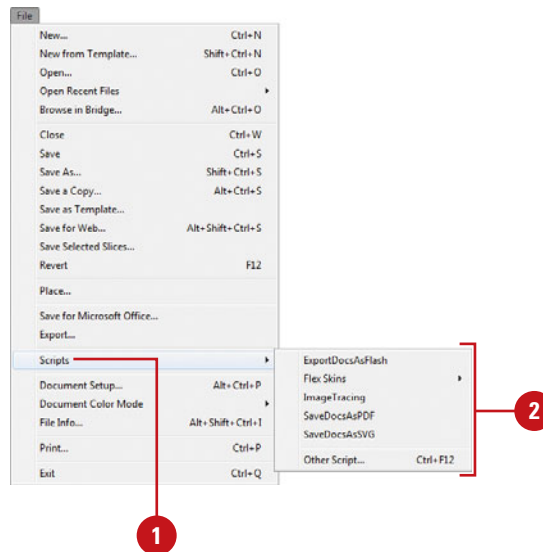 File
New... Ctrl+N
New from Template... Shift+Ctrl+N
Open... Ctrl+O
Open Recent Files
Browse in Bridge... Alt+Ctrl+O
Close Ctrl+W
Save Ctrl+S
Save As... Shift+Ctrl+S
Save a Copy... Alt+Ctrl+S
Save as Template...
Save for Web... Alt+Shift+Ctrl+S
Save Selected Slices...
Revert F12
Place...
Save for Microsoft Office...
Export...
Scripts
Document Setup... Alt+Ctrl+P
Document Color Mode
File Info... Alt+Shift+Ctrl+I
Print... Ctrl+P
Exit Ctrl+Q
ExportDocsAsFlash
Flex Skins
ImageTracing
SaveDocsAsPDF
SaveDocsAsSVG
Other Script... Ctrl+F12
2
1